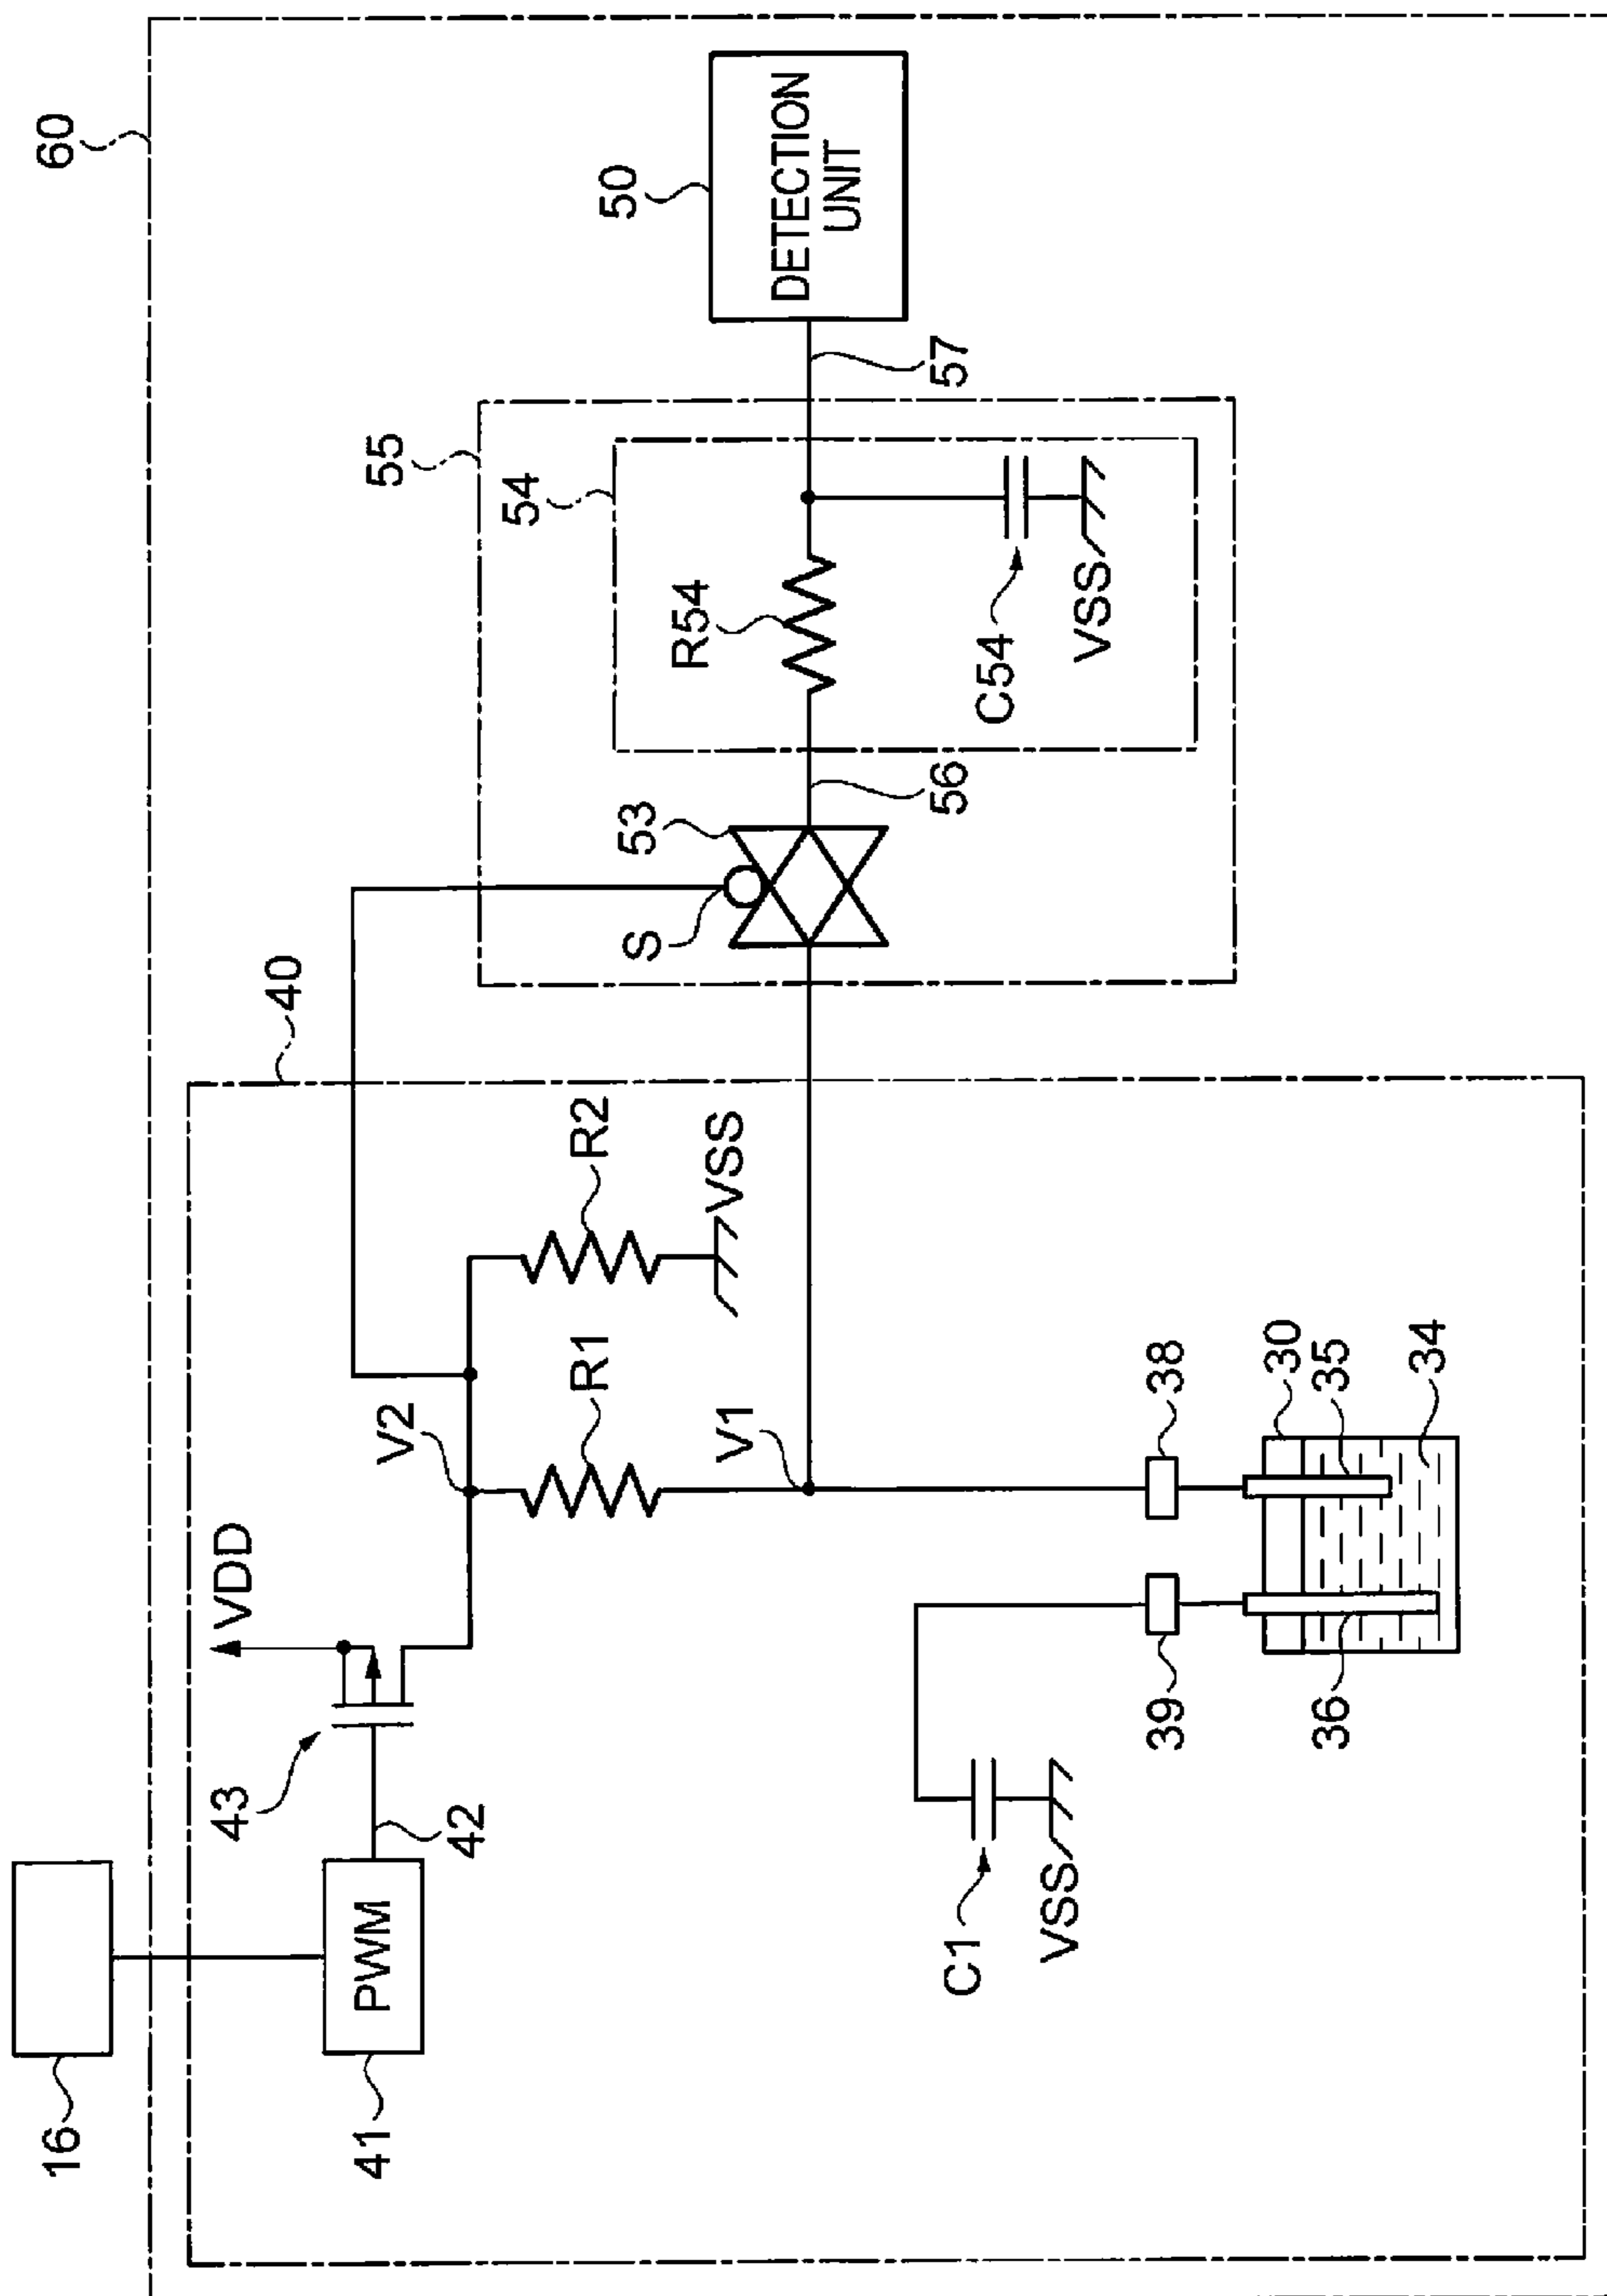 60
16
40
55
50
DETECTION
UNIT
54
57
R54
C54
VSS
53
56
S
VDD
43
42
PWM
41
V2
R1
R2
VSS
V1
C1
VSS
39
38
30
35
34
36